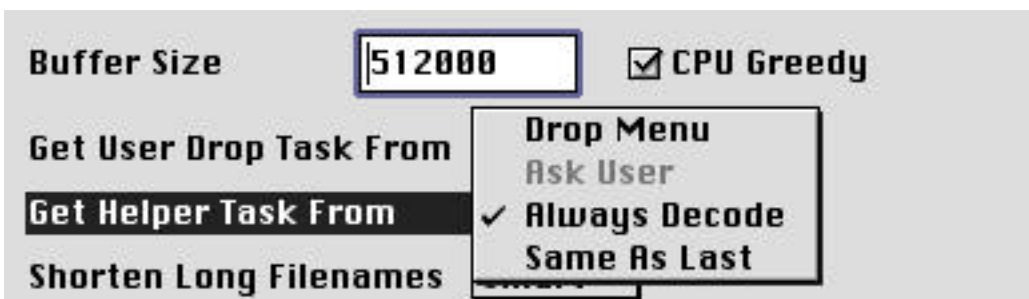 Buffer Size 512000 CPU Greedy
Drop Menu
Get User Drop Task From
Ask User
Get Helper Task From ✓ Always Decode
Same As Last
Shorten Long Filenames